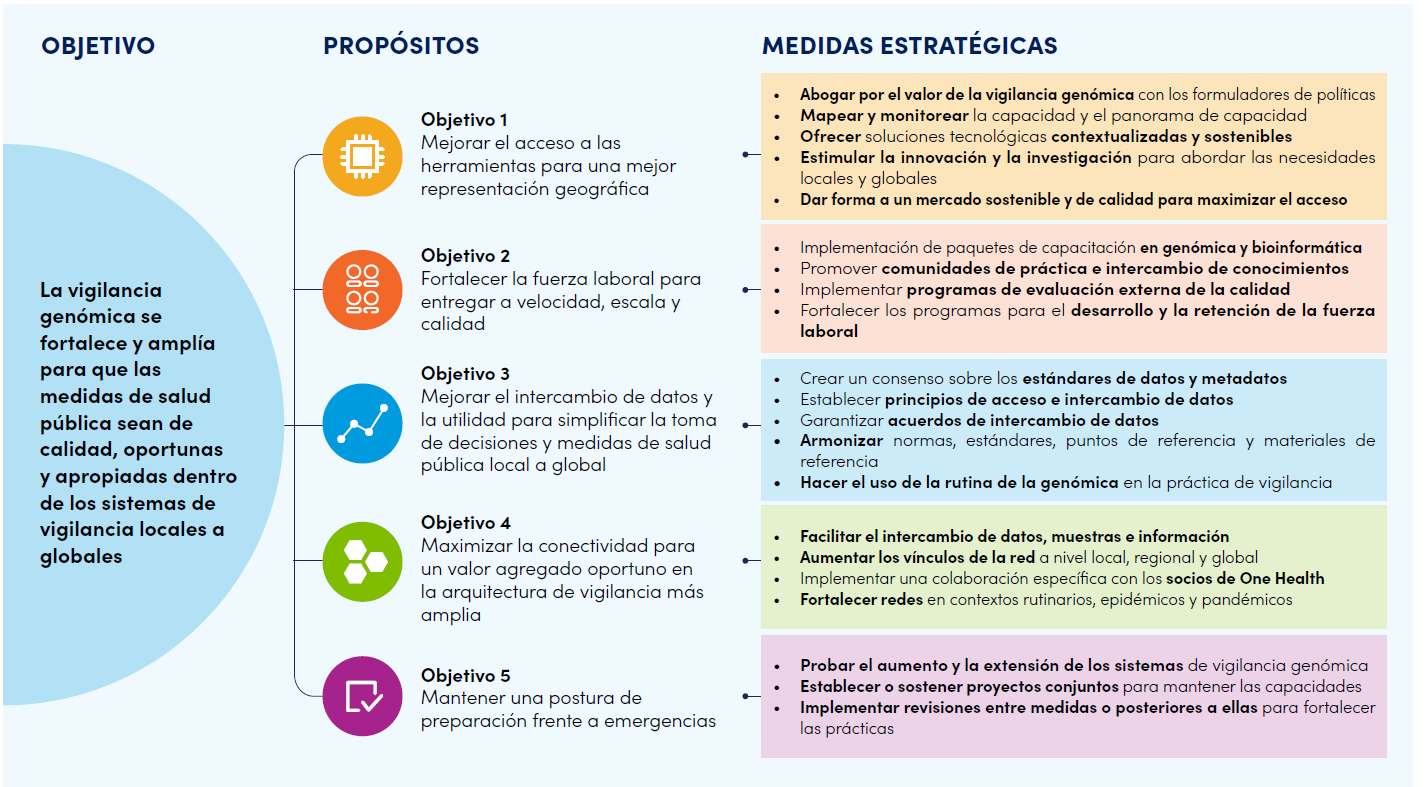 OBJETIVO
PROPÓSITOS
MEDIDAS ESTRATÉGICAS
La vigilancia
genómica se
fortalece y amplía
para que las
medidas de salud
pública sean de
calidad, oportunas
y apropiadas dentro
de los sistemas de
vigilancia locales a
globales
Objetivo 1
Mejorar el acceso a las
herramientas para una mejor
representación geográfica
• Abogar por el valor de la vigilancia genómica con los formuladores de políticas
• Mapear y monitorear la capacidad y el panorama de capacidad
• Ofrecer soluciones tecnológicas contextualizadas y sostenibles
• Estimular la innovación y la investigación para abordar las necesidades
locales y globales
• Dar forma a un mercado sostenible y de calidad para maximizar el acceso
Objetivo 2
Fortalecer la fuerza laboral para
entregar a velocidad, escala y
calidad
• Implementación de paquetes de capacitación en genómica y bioinformática
• Promover comunidades de práctica e intercambio de conocimientos
• Implementar programas de evaluación externa de la calidad
• Fortalecer los programas para el desarrollo y la retención de la fuerza
laboral
Objetivo 3
Mejorar el intercambio de datos y
la utilidad para simplificar la toma
de decisiones y medidas de salud
pública local a global
• Crear un consenso sobre los estándares de datos y metadatos
• Establecer principios de acceso e intercambio de datos
• Garantizar acuerdos de intercambio de datos
• Armonizar normas, estándares, puntos de referencia y materiales de
referencia
• Hacer el uso de la rutina de la genómica en la práctica de vigilancia
Objetivo 4
Maximizar la conectividad para
un valor agregado oportuno en
la arquitectura de vigilancia más
amplia
• Facilitar el intercambio de datos, muestras e información
• Aumentar los vínculos de la red a nivel local, regional y global
• Implementar una colaboración específica con los socios de One Health
• Fortalecer redes en contextos rutinarios, epidémicos y pandémicos
Objetivo 5
Mantener una postura de
preparación frente a emergencias
• Probar el aumento y la extensión de los sistemas de vigilancia genómica
• Establecer o sostener proyectos conjuntos para mantener las capacidades
• Implementar revisiones entre medidas o posteriores a ellas para fortalecer
las prácticas